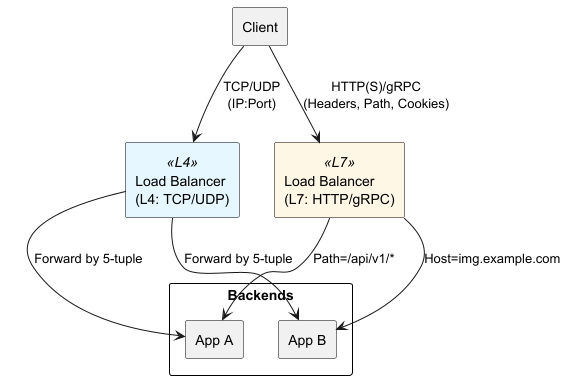 Client
TCP/UDP
(IP:Port)
HTTP(S)/gRPC
(Headers, Path, Cookies)
«L4»
Load Balancer
(L4: TCP/UDP)
«L7»
Load Balancer
(L7: HTTP/gRPC)
Forward by 5-tuple
Forward by 5-tuple
Path=/api/v1/*
Host=img.example.com
Backends
App A
App B